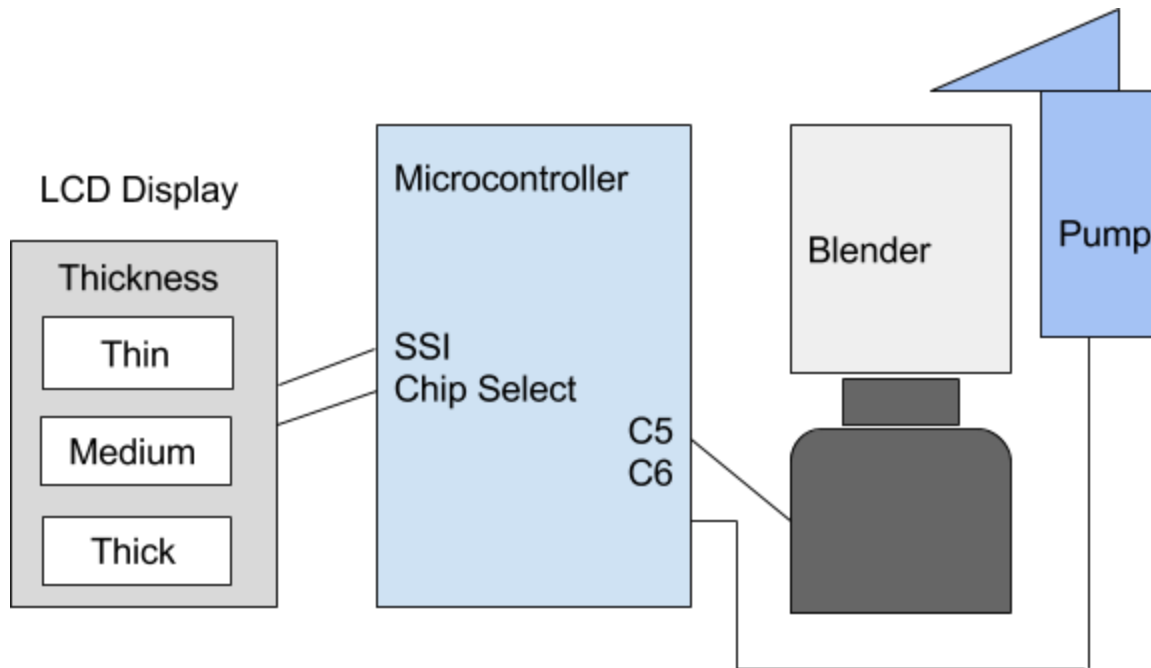 LCD Display
Thickness
Thin
Medium
Thick
Microcontroller
SSI
Chip Select
C5
C6
Blender
Pump